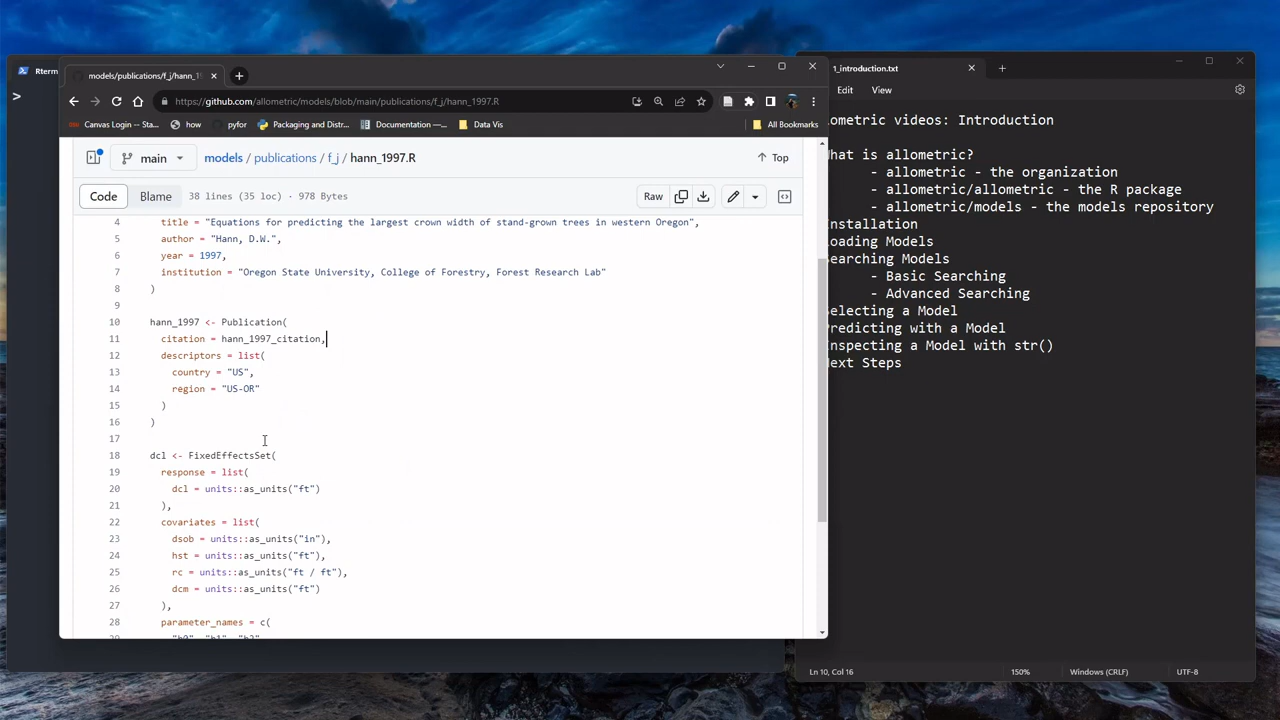 Rterm
>
models/publications/f_j/hann_19
https://github.com/allometric/models/blob/main/publications/f_j/hann_1997.R
Canvas Login -- Sta...
how
pyfor
Packaging and Distr...
Documentation —...
Data Vis
All Bookmarks
main
models / publications / f_j / hann_1997.R
Top
Code
Blame
38 lines (35 loc) · 978 Bytes
Raw
4 title = "Equations for predicting the largest crown width of stand-grown trees in western Oregon",
5 author = "Hann, D.W.",
6 year = 1997,
7 institution = "Oregon State University, College of Forestry, Forest Research Lab"
8 )
9
10 hann_1997 <- Publication(
11 citation = hann_1997_citation,
12 descriptors = list(
13 country = "US",
14 region = "US-OR"
15 )
16 )
17
18 dcl <- FixedEffectsSet(
19 response = list(
20 dcl = units::as_units("ft")
21 ),
22 covariates = list(
23 dsob = units::as_units("in"),
24 hst = units::as_units("ft"),
25 rc = units::as_units("ft / ft"),
26 dcm = units::as_units("ft")
27 ),
28 parameter_names = c(
1_introduction.txt
Edit
View
lometric videos: Introduction
hat is allometric?
- allometric - the organization
- allometric/allometric - the R package
- allometric/models - the models repository
nstallation
oading Models
earching Models
- Basic Searching
- Advanced Searching
electing a Model
redicting with a Model
nspecting a Model with str()
ext Steps
Ln 10, Col 16
150%
Windows (CRLF)
UTF-8